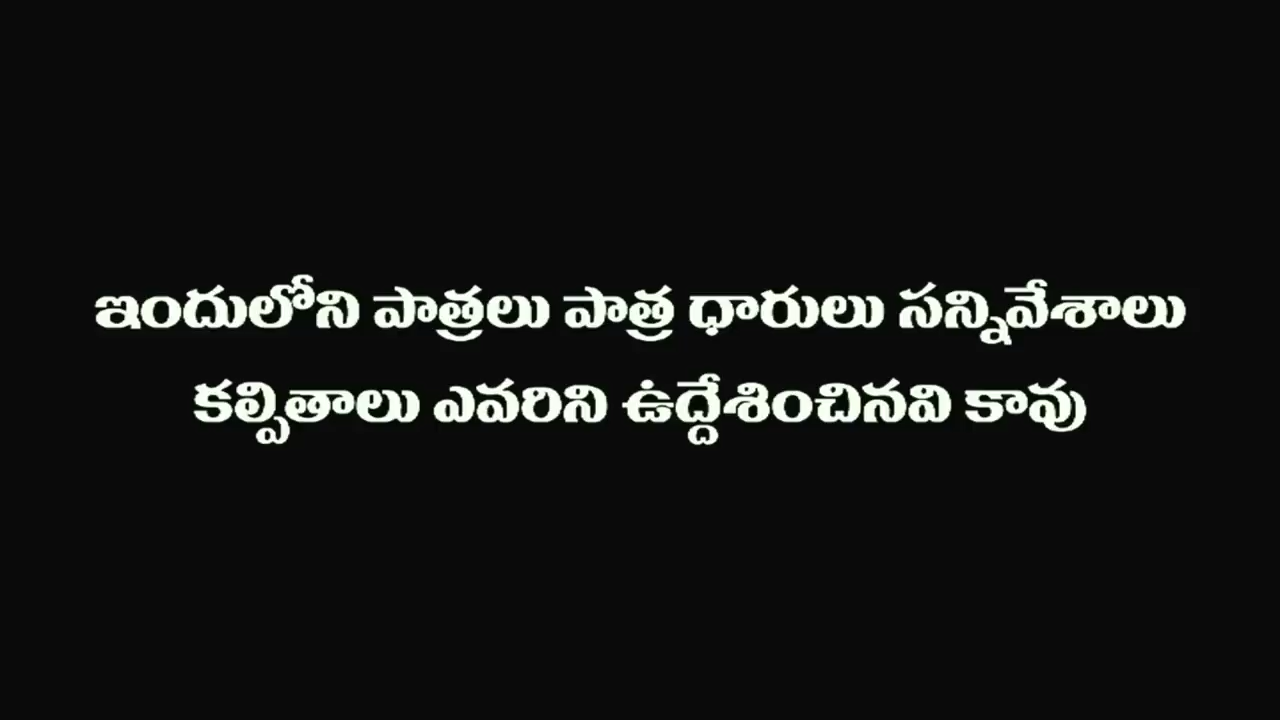 ఇందులోని పాత్రలు పాత్ర ధారులు సన్నివేశాలు
కల్పితాలు ఎవరిని ఉద్దేశించినవి కావు